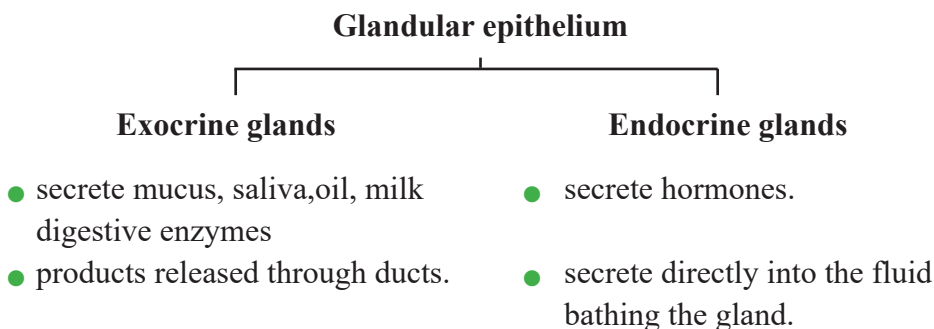 Glandular epithelium
Exocrine glands
secrete mucus, saliva,oil, milk
digestive enzymes
products released through ducts.
Endocrine glands
secrete hormones.
secrete directly into the fluid
bathing the gland.